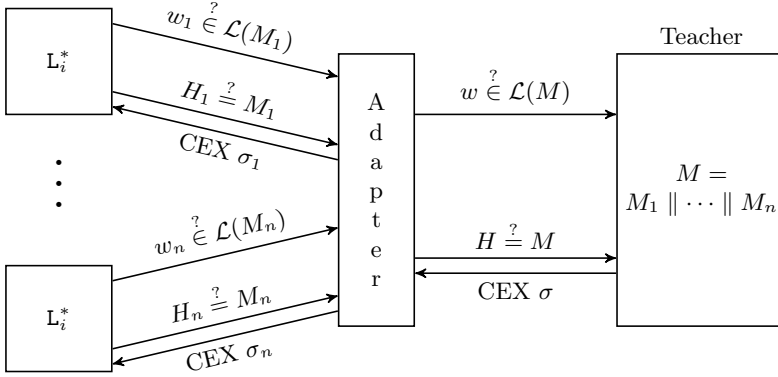 L*_i
w_1 ?∈ L(M_1)
H_1 ?= M_1
CEX σ_1
⋮
w_n ?∈ L(M_n)
L*_i
H_n ?= M_n
CEX σ_n
A
d
a
p
t
e
r
w ?∈ L(M)
H ?= M
CEX σ
Teacher
M =
M_1 ∥ ⋯ ∥ M_n